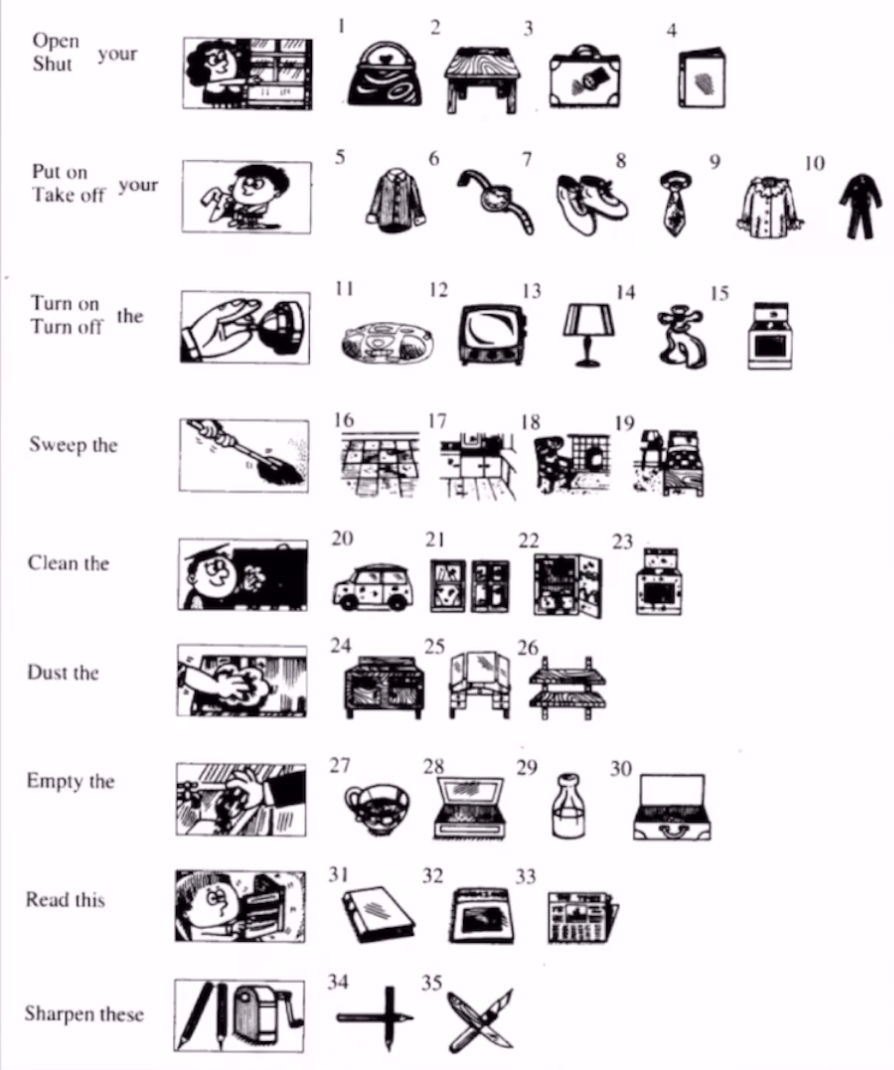 1 2 3 4
Open
Shut your
5 6 7 8 9 10
Put on
Take off your
11 12 13 14 15
Turn on
Turn off the
16 17 18 19
Sweep the
20 21 22 23
Clean the
24 25 26
Dust the
27 28 29 30
Empty the
31 32 33
Read this
THE TIMES
34 35
Sharpen these